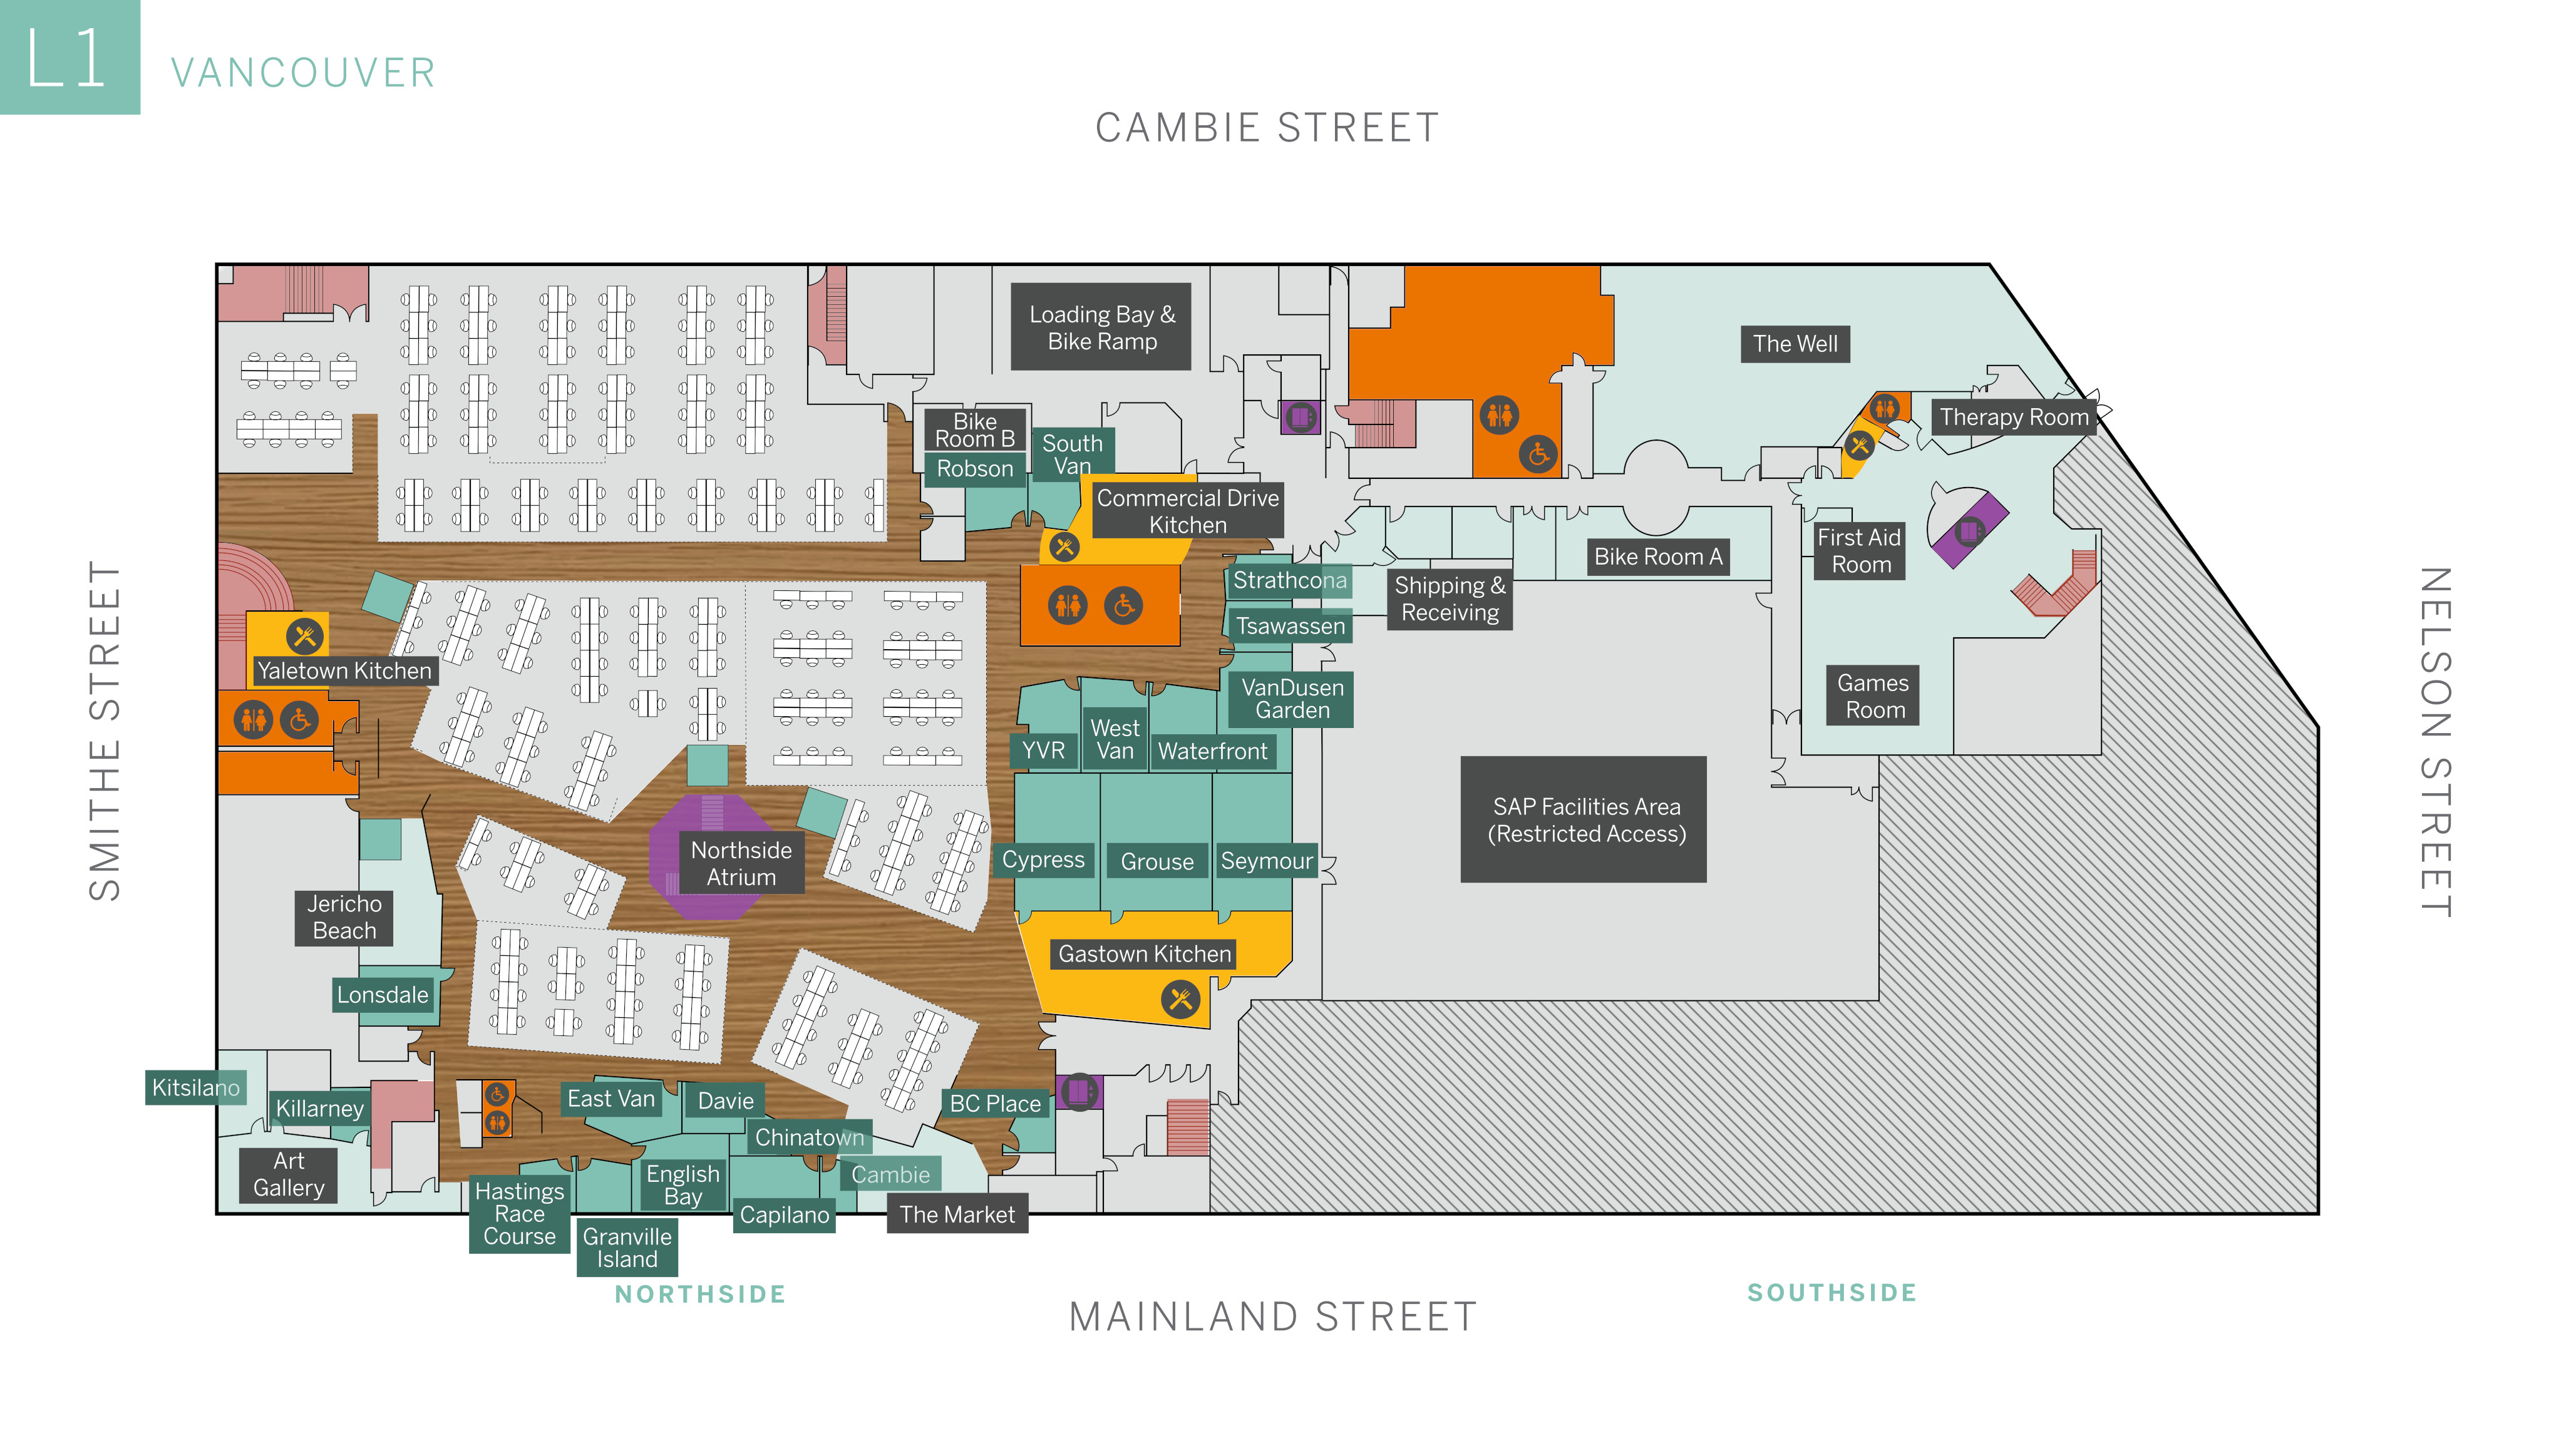 L1
VANCOUVER
CAMBIE STREET
SMITHE STREET
NELSON STREET
Loading Bay &
Bike Ramp
The Well
Bike
Room B
Robson
South
Van
Therapy Room
Commercial Drive
Kitchen
Bike Room A
First Aid
Room
Strathcona
Shipping &
Receiving
Tsawassen
Yaletown Kitchen
VanDusen
Garden
Games
Room
YVR
West
Van
Waterfront
SAP Facilities Area
(Restricted Access)
Northside
Atrium
Cypress
Grouse
Seymour
Jericho
Beach
Gastown Kitchen
Lonsdale
Kitsilano
Killarney
East Van
Davie
BC Place
Chinatown
Art
Gallery
English
Bay
Cambie
Hastings
Race
Course
Capilano
The Market
Granville
Island
NORTHSIDE
SOUTHSIDE
MAINLAND STREET